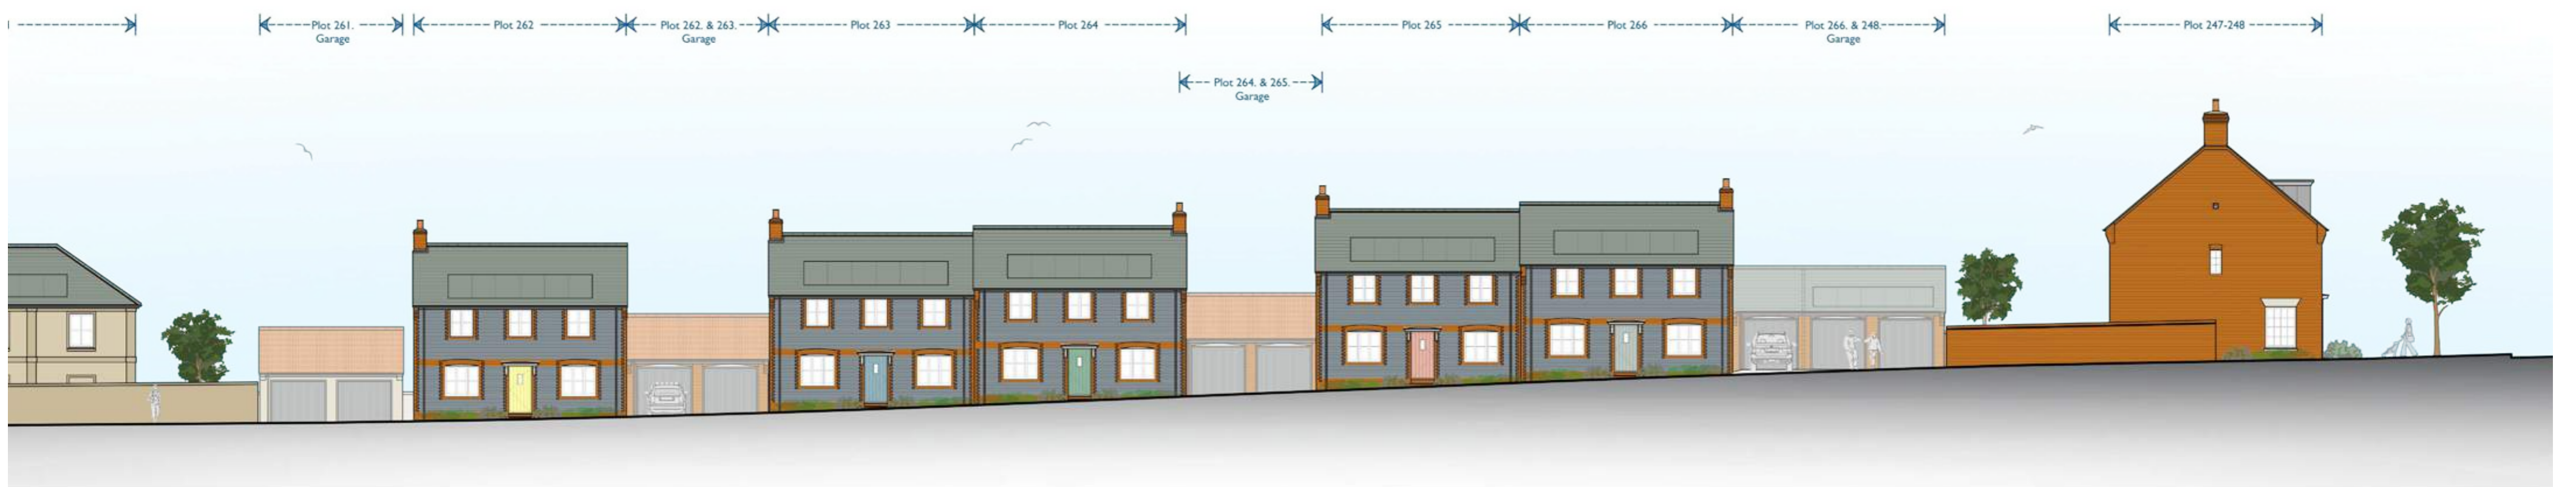 Plot 261.
Garage
Plot 262
Plot 262. & 263.
Garage
Plot 263
Plot 264
Plot 264. & 265.
Garage
Plot 265
Plot 266
Plot 266. & 248.
Garage
Plot 247-248